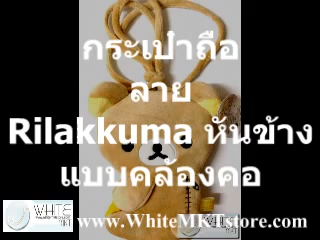 กระเป๋าถือ
ลาย
Rilakkuma หันข้าง
แบบคล้องคอ
WHITE
MKT
www.WhiteMKTstore.com